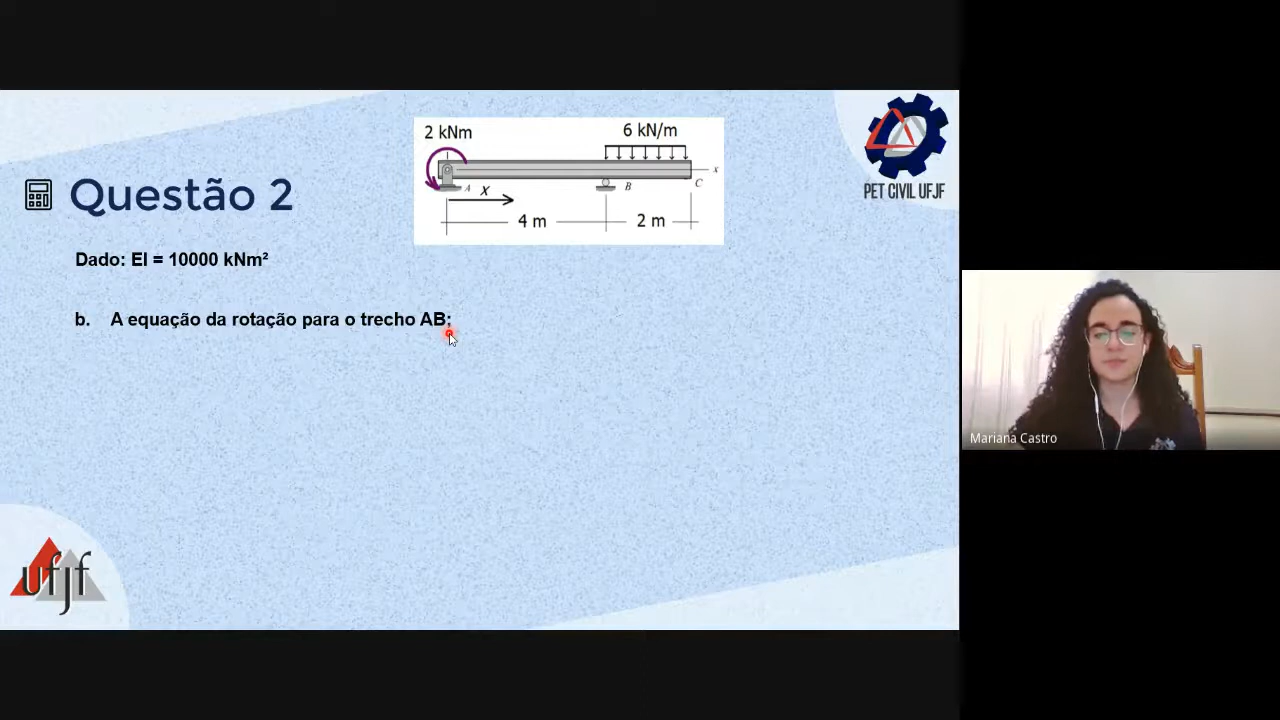 2 kNm
6 kN/m
A
X
B
C
x
4 m
2 m
PET CIVIL UFJF
Questão 2
Dado: EI = 10000 kNm²
b. A equação da rotação para o trecho AB;
ufjf
Mariana Castro